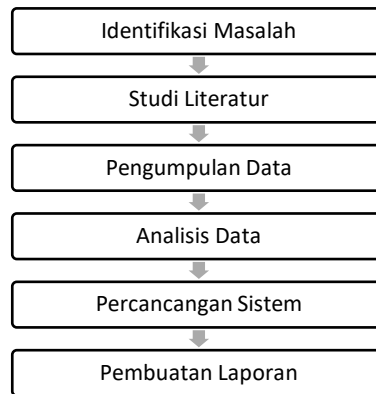 Identifikasi Masalah
Studi Literatur
Pengumpulan Data
Analisis Data
Percancangan Sistem
Pembuatan Laporan